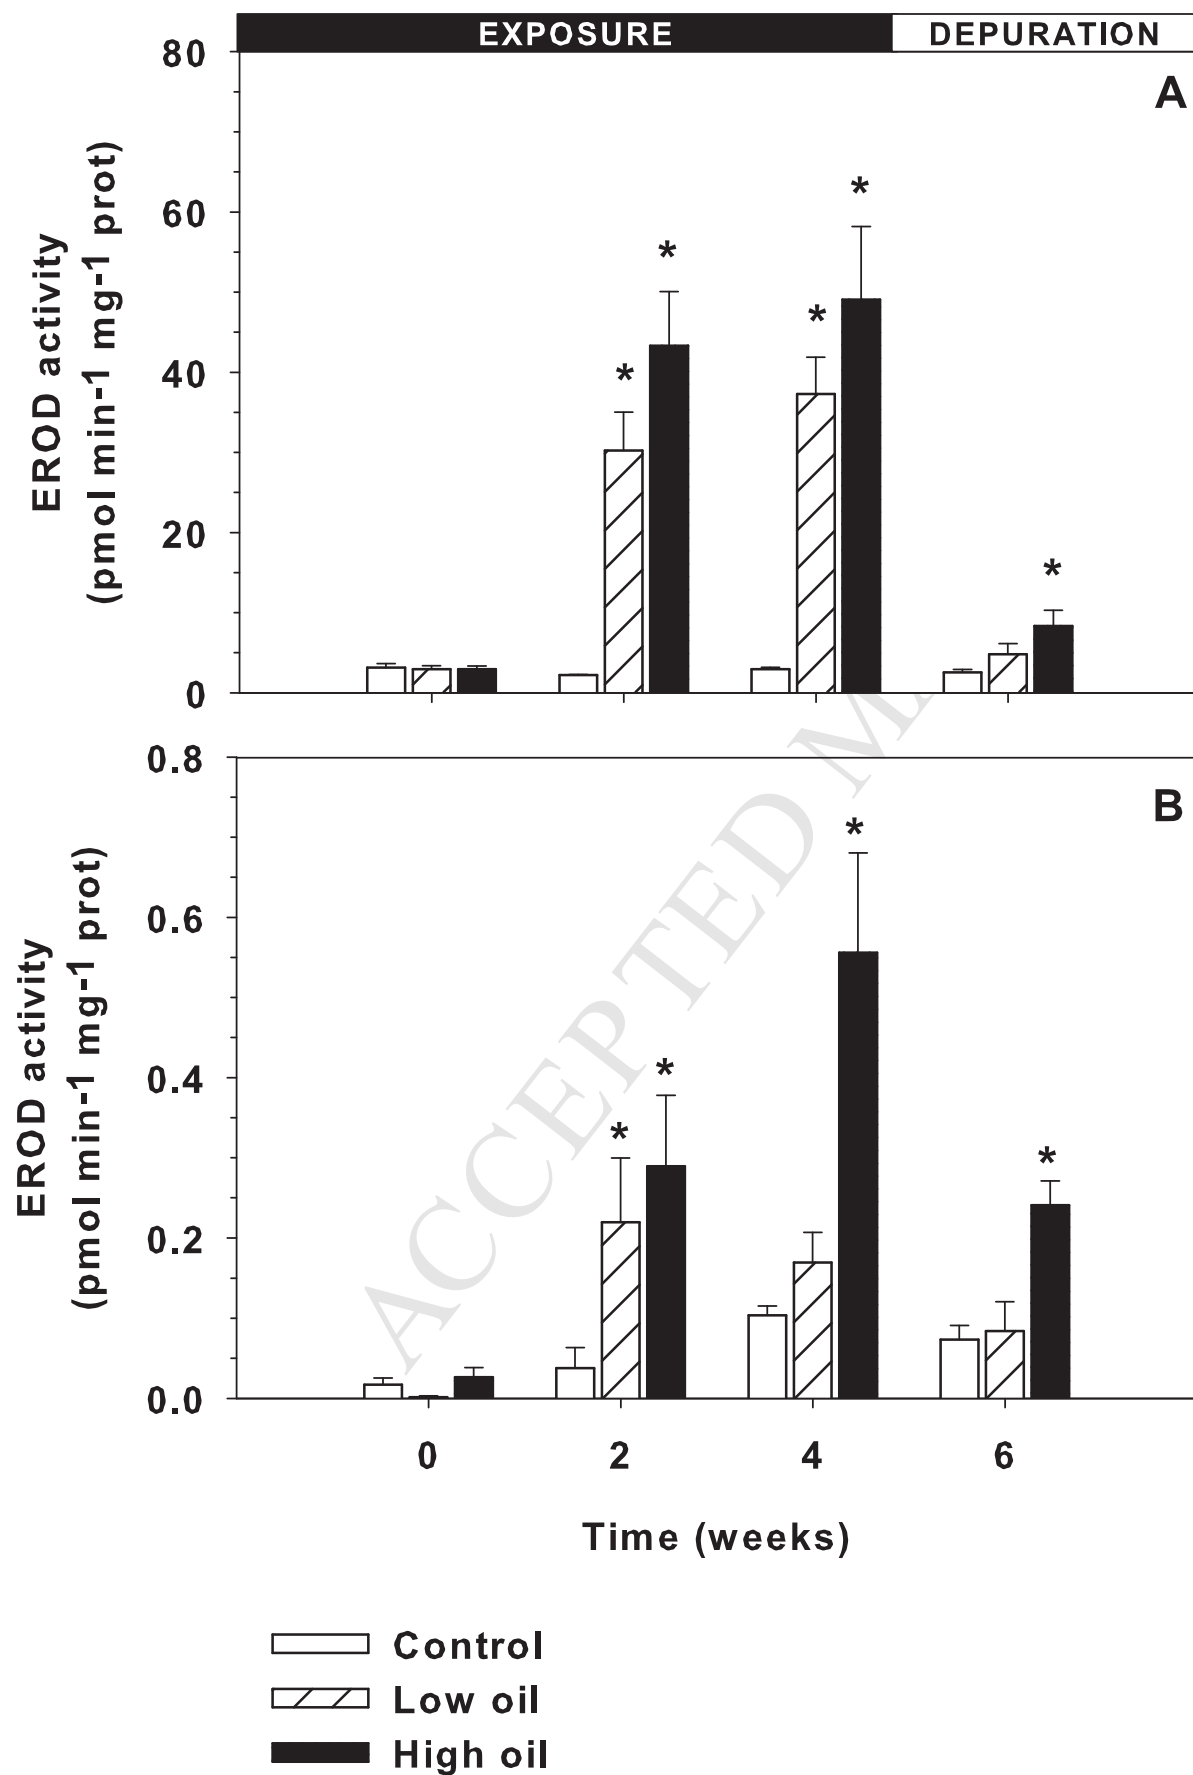 EXPOSURE DEPURATION
A
80
60
40
20
0
EROD activity
(pmol min-1 mg-1 prot)
* * * * *
B
0.8
0.6
0.4
0.2
0.0
EROD activity
(pmol min-1 mg-1 prot)
* * * *
ACCEPTED M
0 2 4 6
Time (weeks)
Control
Low oil
High oil